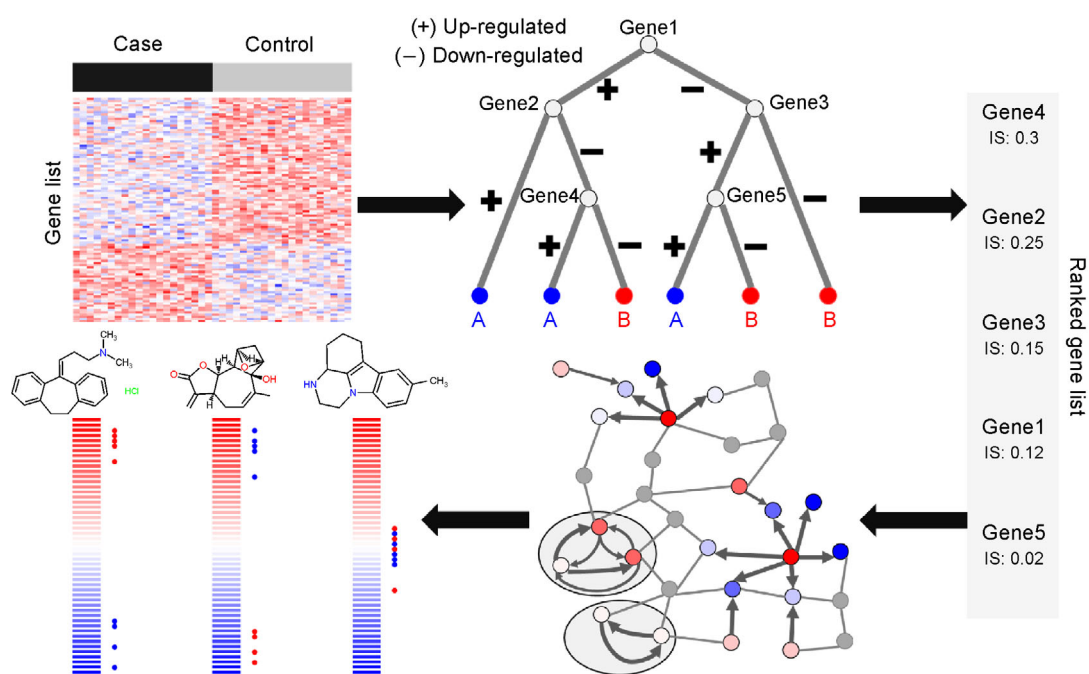 Case
Control
Gene list
(+) Up-regulated
(−) Down-regulated
Gene1
+
−
Gene2
Gene3
−
+
+
Gene4
Gene5
−
+
−
+
−
A
A
B
A
B
B
Ranked gene list
Gene4
IS: 0.3
Gene2
IS: 0.25
Gene3
IS: 0.15
Gene1
IS: 0.12
Gene5
IS: 0.02
CH₃
N
CH₃
HCl
H
H
O
O
O
OH
H
CH₃
HN
N